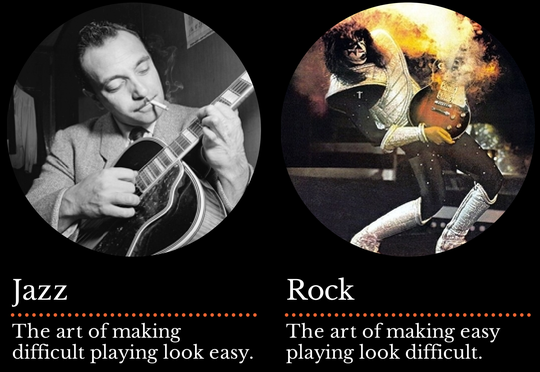 Jazz
The art of making
difficult playing look easy.
Rock
The art of making easy
playing look difficult.